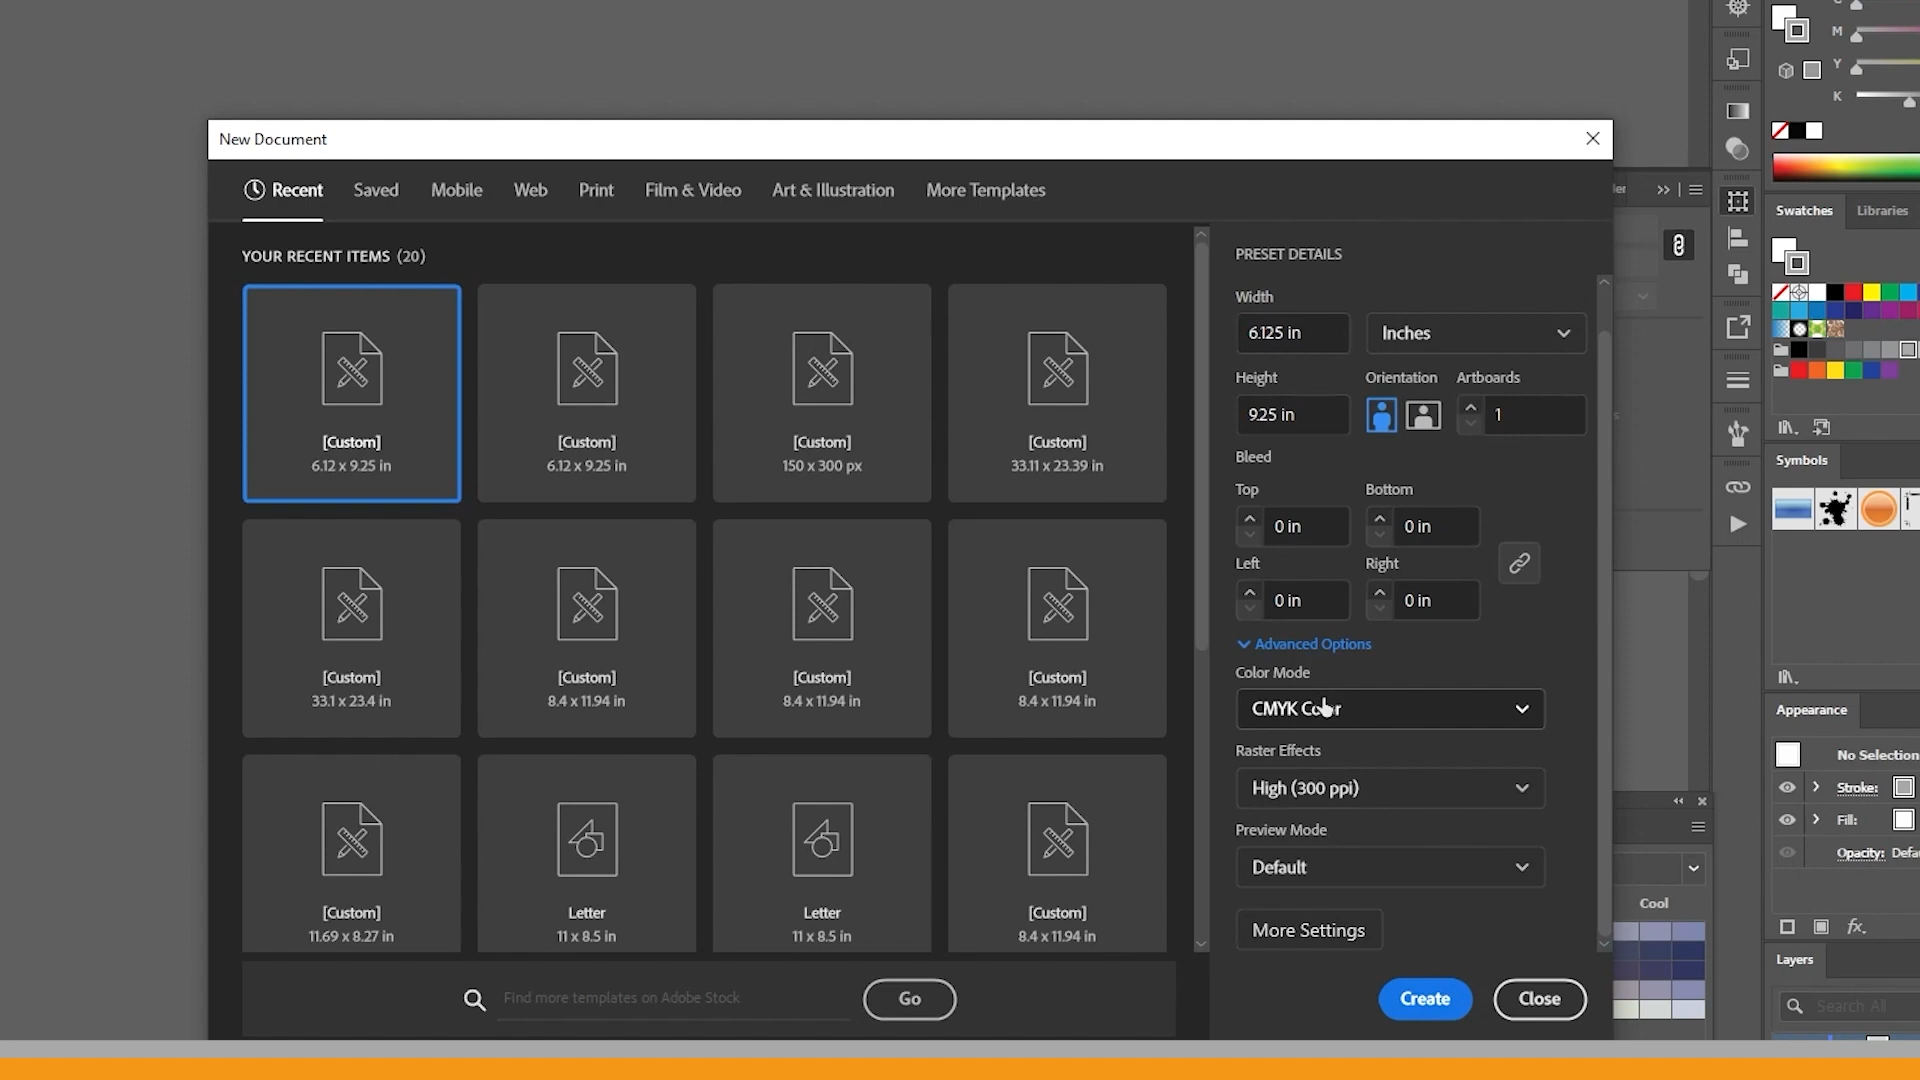 New Document
Recent Saved Mobile Web Print Film & Video Art & Illustration More Templates
YOUR RECENT ITEMS (20)
[Custom]
6.12 x 9.25 in
[Custom]
6.12 x 9.25 in
[Custom]
150 x 300 px
[Custom]
33.11 x 23.39 in
[Custom]
33.1 x 23.4 in
[Custom]
8.4 x 11.94 in
[Custom]
8.4 x 11.94 in
[Custom]
8.4 x 11.94 in
[Custom]
11.69 x 8.27 in
Letter
11 x 8.5 in
Letter
11 x 8.5 in
[Custom]
8.4 x 11.94 in
Find more templates on Adobe Stock
Go
PRESET DETAILS
Width
6.125 in
Inches
Height Orientation Artboards
9.25 in
1
Bleed
Top Bottom
0 in 0 in
Left Right
0 in 0 in
Advanced Options
Color Mode
CMYK Color
Raster Effects
High (300 ppi)
Preview Mode
Default
More Settings
Create
Close
M
Y
K
Swatches Libraries
Symbols
Appearance
No Selection
Stroke:
Fill:
Opacity: Defau
fx
Cool
Layers
Search All